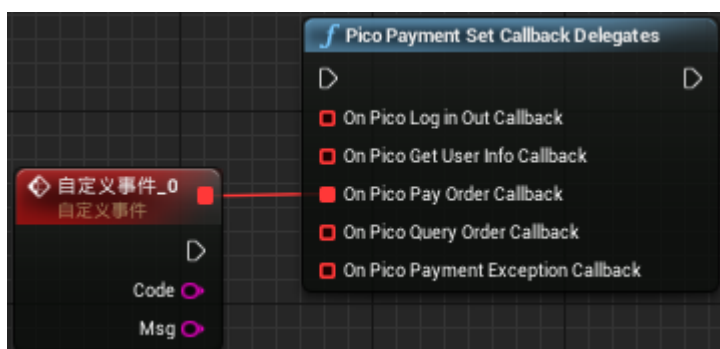 Pico Payment Set Callback Delegates
On Pico Log in Out Callback
On Pico Get User Info Callback
On Pico Pay Order Callback
On Pico Query Order Callback
On Pico Payment Exception Callback
自定义事件_0
自定义事件
Code
Msg